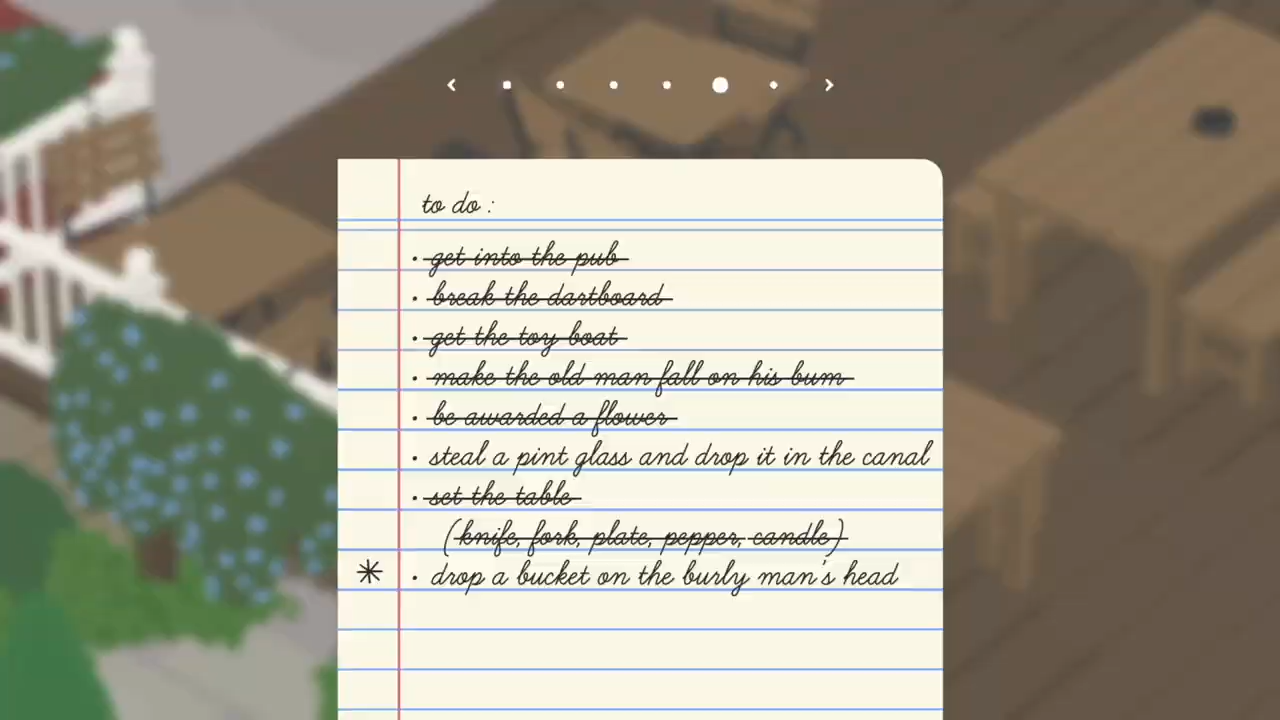 to do :
• get into the pub
• break the dartboard
• get the toy boat
• make the old man fall on his bum
• be awarded a flower
• steal a pint glass and drop it in the canal
• set the table
(knife, fork, plate, pepper, candle)
• drop a bucket on the burly man's head